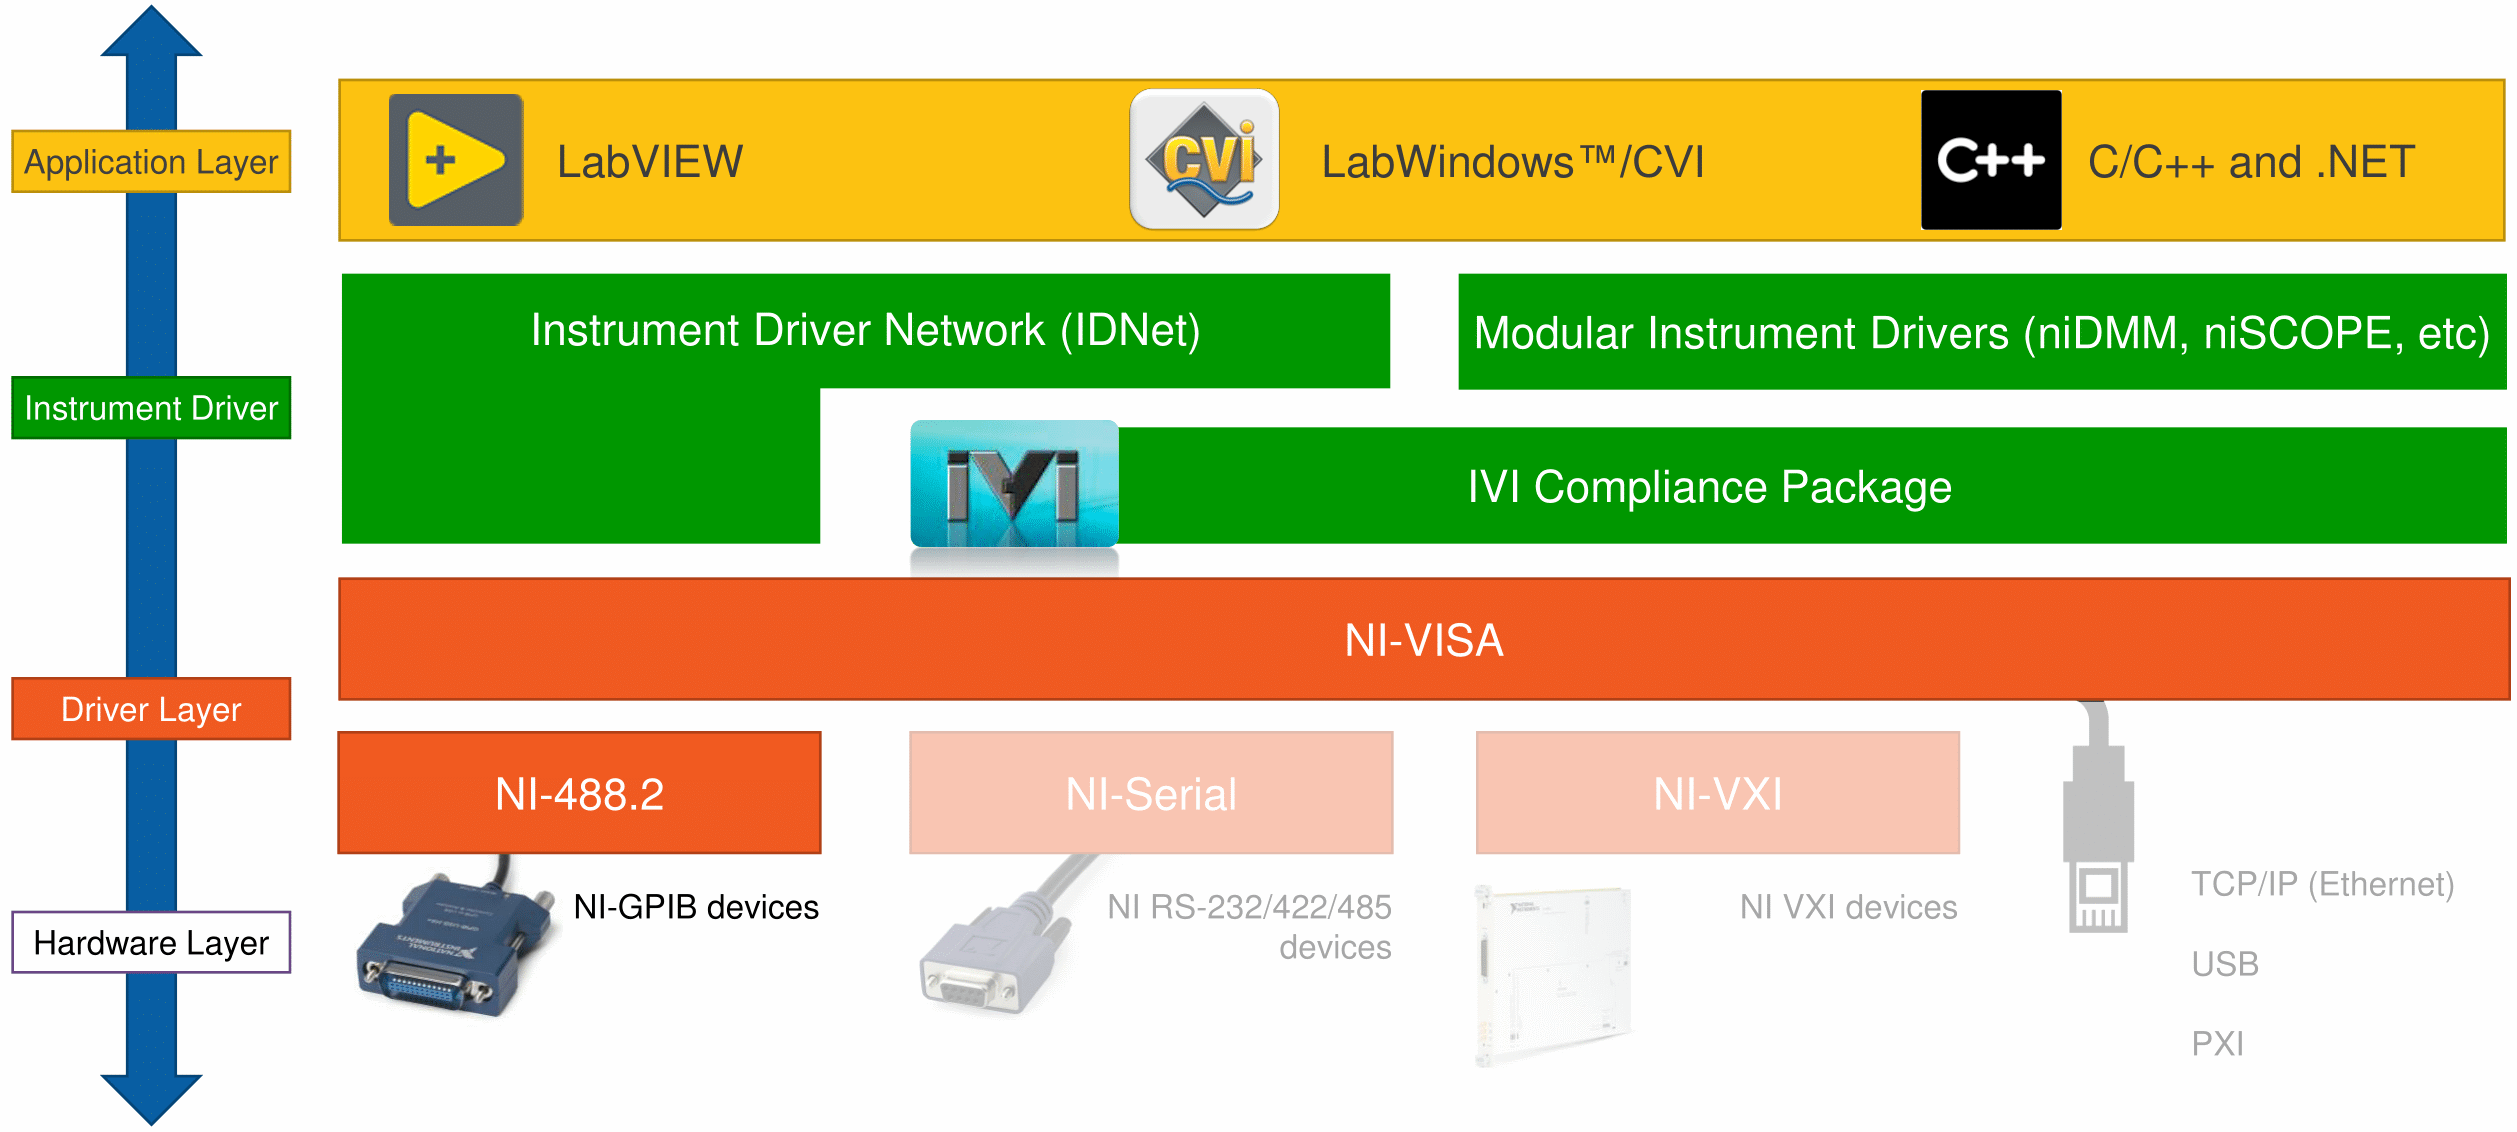 Application Layer
LabVIEW
CVI
LabWindows™/CVI
C++
C/C++ and .NET
Instrument Driver Network (IDNet)
Modular Instrument Drivers (niDMM, niSCOPE, etc)
Instrument Driver
IVI
IVI Compliance Package
NI-VISA
Driver Layer
NI-488.2
NI-Serial
NI-VXI
Hardware Layer
NI-GPIB devices
NATIONAL
INSTRUMENTS
NI RS-232/422/485
devices
NI VXI devices
TCP/IP (Ethernet)
USB
PXI